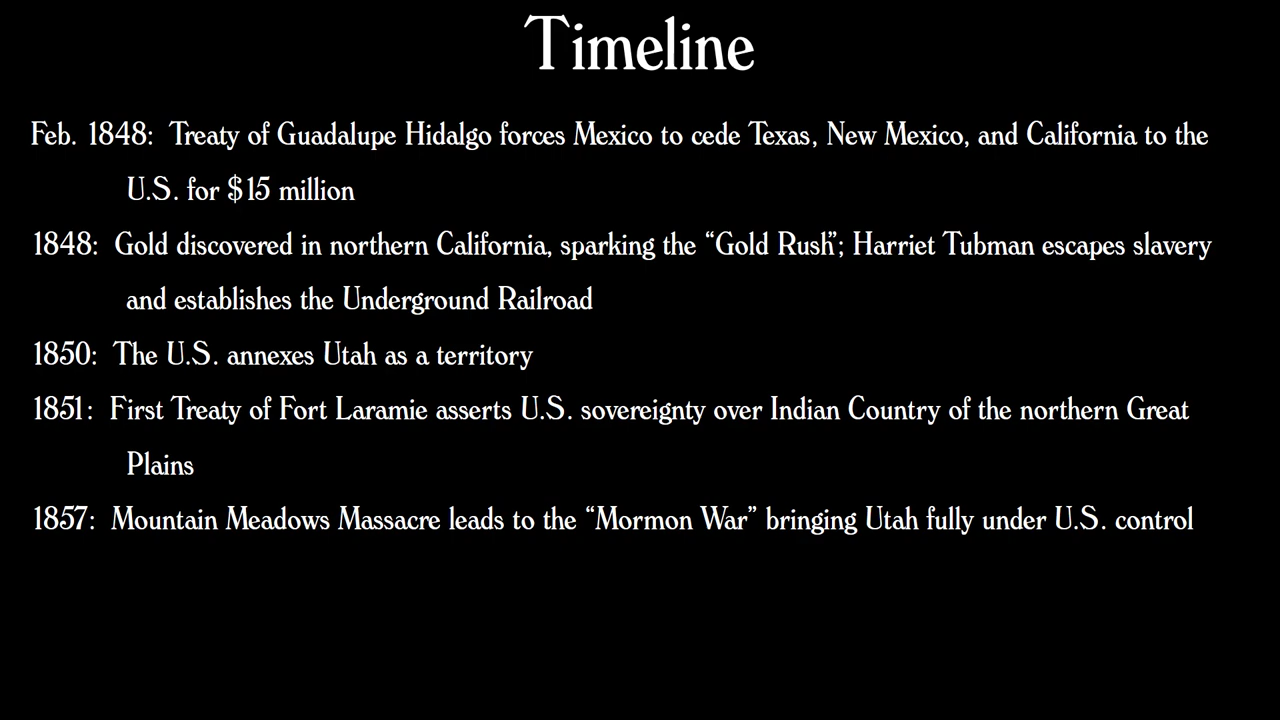 Timeline
Feb. 1848:  Treaty of Guadalupe Hidalgo forces Mexico to cede Texas, New Mexico, and California to the
U.S. for $15 million
1848:  Gold discovered in northern California, sparking the “Gold Rush”; Harriet Tubman escapes slavery
and establishes the Underground Railroad
1850:  The U.S. annexes Utah as a territory
1851:  First Treaty of Fort Laramie asserts U.S. sovereignty over Indian Country of the northern Great
Plains
1857:  Mountain Meadows Massacre leads to the “Mormon War” bringing Utah fully under U.S. control